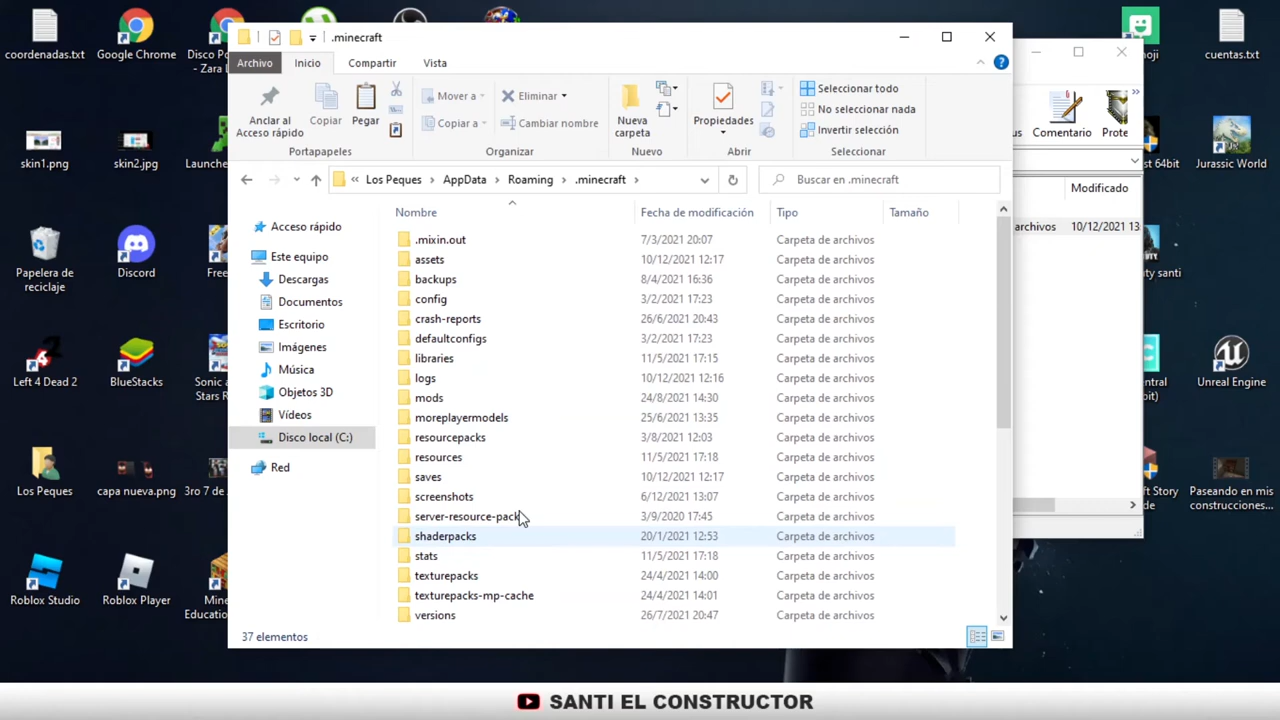 coordenadas.txt
Google Chrome
Disco Po
- Zara L
skin1.png
skin2.jpg
Launche
Papelera de
reciclaje
Discord
Free
Left 4 Dead 2
BlueStacks
Sonic a
Stars R
Los Peques
capa nueva.png
3ro 7 de
Roblox Studio
Roblox Player
Mine
Educatio
.minecraft
Archivo
Inicio
Compartir
Vista
Anclar al
Acceso rápido
Copiar
Pegar
Mover a
Copiar a
Eliminar
Cambiar nombre
Nueva
carpeta
Propiedades
Seleccionar todo
No seleccionar nada
Invertir selección
Portapapeles
Organizar
Nuevo
Abrir
Seleccionar
« Los Peques › AppData › Roaming › .minecraft ›
Buscar en .minecraft
Acceso rápido
Este equipo
Descargas
Documentos
Escritorio
Imágenes
Música
Objetos 3D
Vídeos
Disco local (C:)
Red
Nombre Fecha de modificación Tipo Tamaño
.mixin.out 7/3/2021 20:07 Carpeta de archivos
assets 10/12/2021 12:17 Carpeta de archivos
backups 8/4/2021 16:36 Carpeta de archivos
config 3/2/2021 17:23 Carpeta de archivos
crash-reports 26/6/2021 20:43 Carpeta de archivos
defaultconfigs 3/2/2021 17:23 Carpeta de archivos
libraries 11/5/2021 17:15 Carpeta de archivos
logs 10/12/2021 12:16 Carpeta de archivos
mods 24/8/2021 14:30 Carpeta de archivos
moreplayermodels 25/6/2021 13:35 Carpeta de archivos
resourcepacks 3/8/2021 12:03 Carpeta de archivos
resources 11/5/2021 17:18 Carpeta de archivos
saves 10/12/2021 12:17 Carpeta de archivos
screenshots 6/12/2021 13:07 Carpeta de archivos
server-resource-pack 3/9/2020 17:45 Carpeta de archivos
shaderpacks 20/1/2021 12:53 Carpeta de archivos
stats 11/5/2021 17:18 Carpeta de archivos
texturepacks 24/4/2021 14:00 Carpeta de archivos
texturepacks-mp-cache 24/4/2021 14:01 Carpeta de archivos
versions 26/7/2021 20:47 Carpeta de archivos
37 elementos
us
Comentario
Prote
Modificado
archivos 10/12/2021 13
oji
cuentas.txt
st 64bit
Jurassic World
ty santi
ntral
bit)
Unreal Engine
ft Story
de
Paseando en mis
construcciones...
SANTI EL CONSTRUCTOR